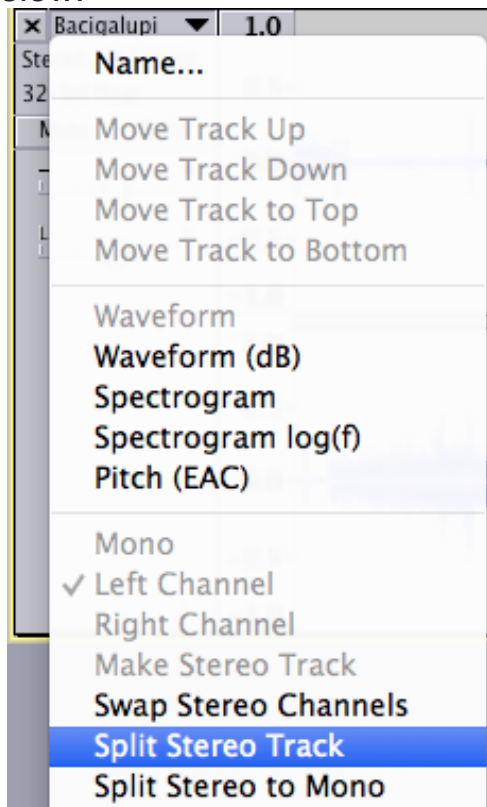 × Bacigalupi ▼ 1.0
Ste
32
Name...
Move Track Up
Move Track Down
Move Track to Top
Move Track to Bottom
Waveform
Waveform (dB)
Spectrogram
Spectrogram log(f)
Pitch (EAC)
Mono
✓ Left Channel
Right Channel
Make Stereo Track
Swap Stereo Channels
Split Stereo Track
Split Stereo to Mono